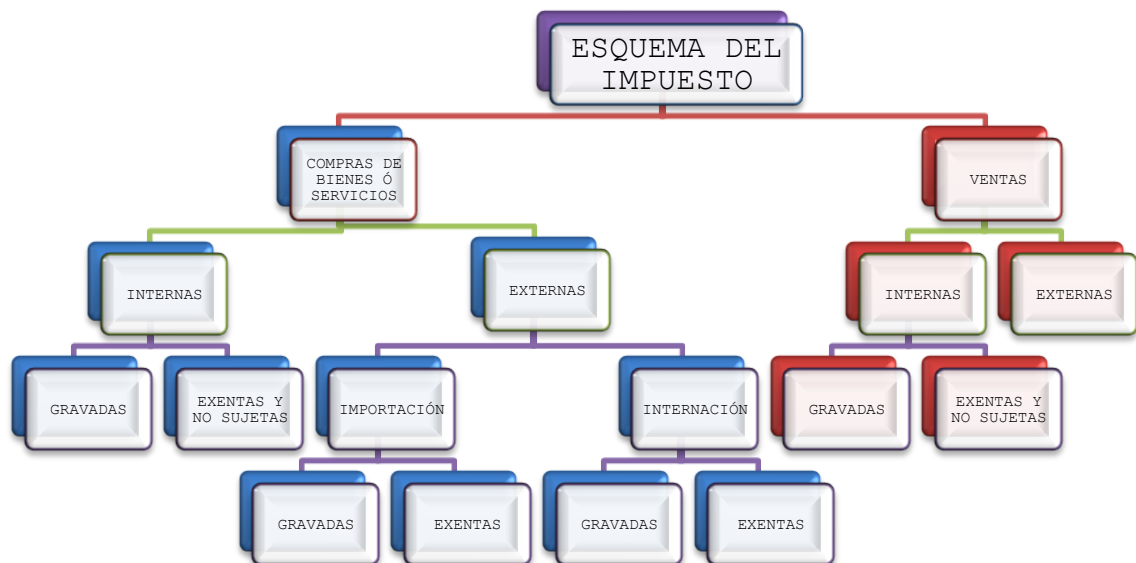 ESQUEMA DEL
IMPUESTO
COMPRAS DE
BIENES Ó
SERVICIOS
VENTAS
INTERNAS
EXTERNAS
INTERNAS
EXTERNAS
GRAVADAS
EXENTAS Y
NO SUJETAS
IMPORTACIÓN
INTERNACIÓN
GRAVADAS
EXENTAS Y
NO SUJETAS
GRAVADAS
EXENTAS
GRAVADAS
EXENTAS